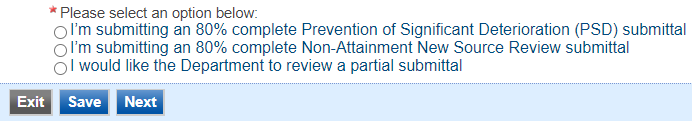 * Please select an option below:
I'm submitting an 80% complete Prevention of Significant Deterioration (PSD) submittal
I'm submitting an 80% complete Non-Attainment New Source Review submittal
I would like the Department to review a partial submittal
Exit Save Next